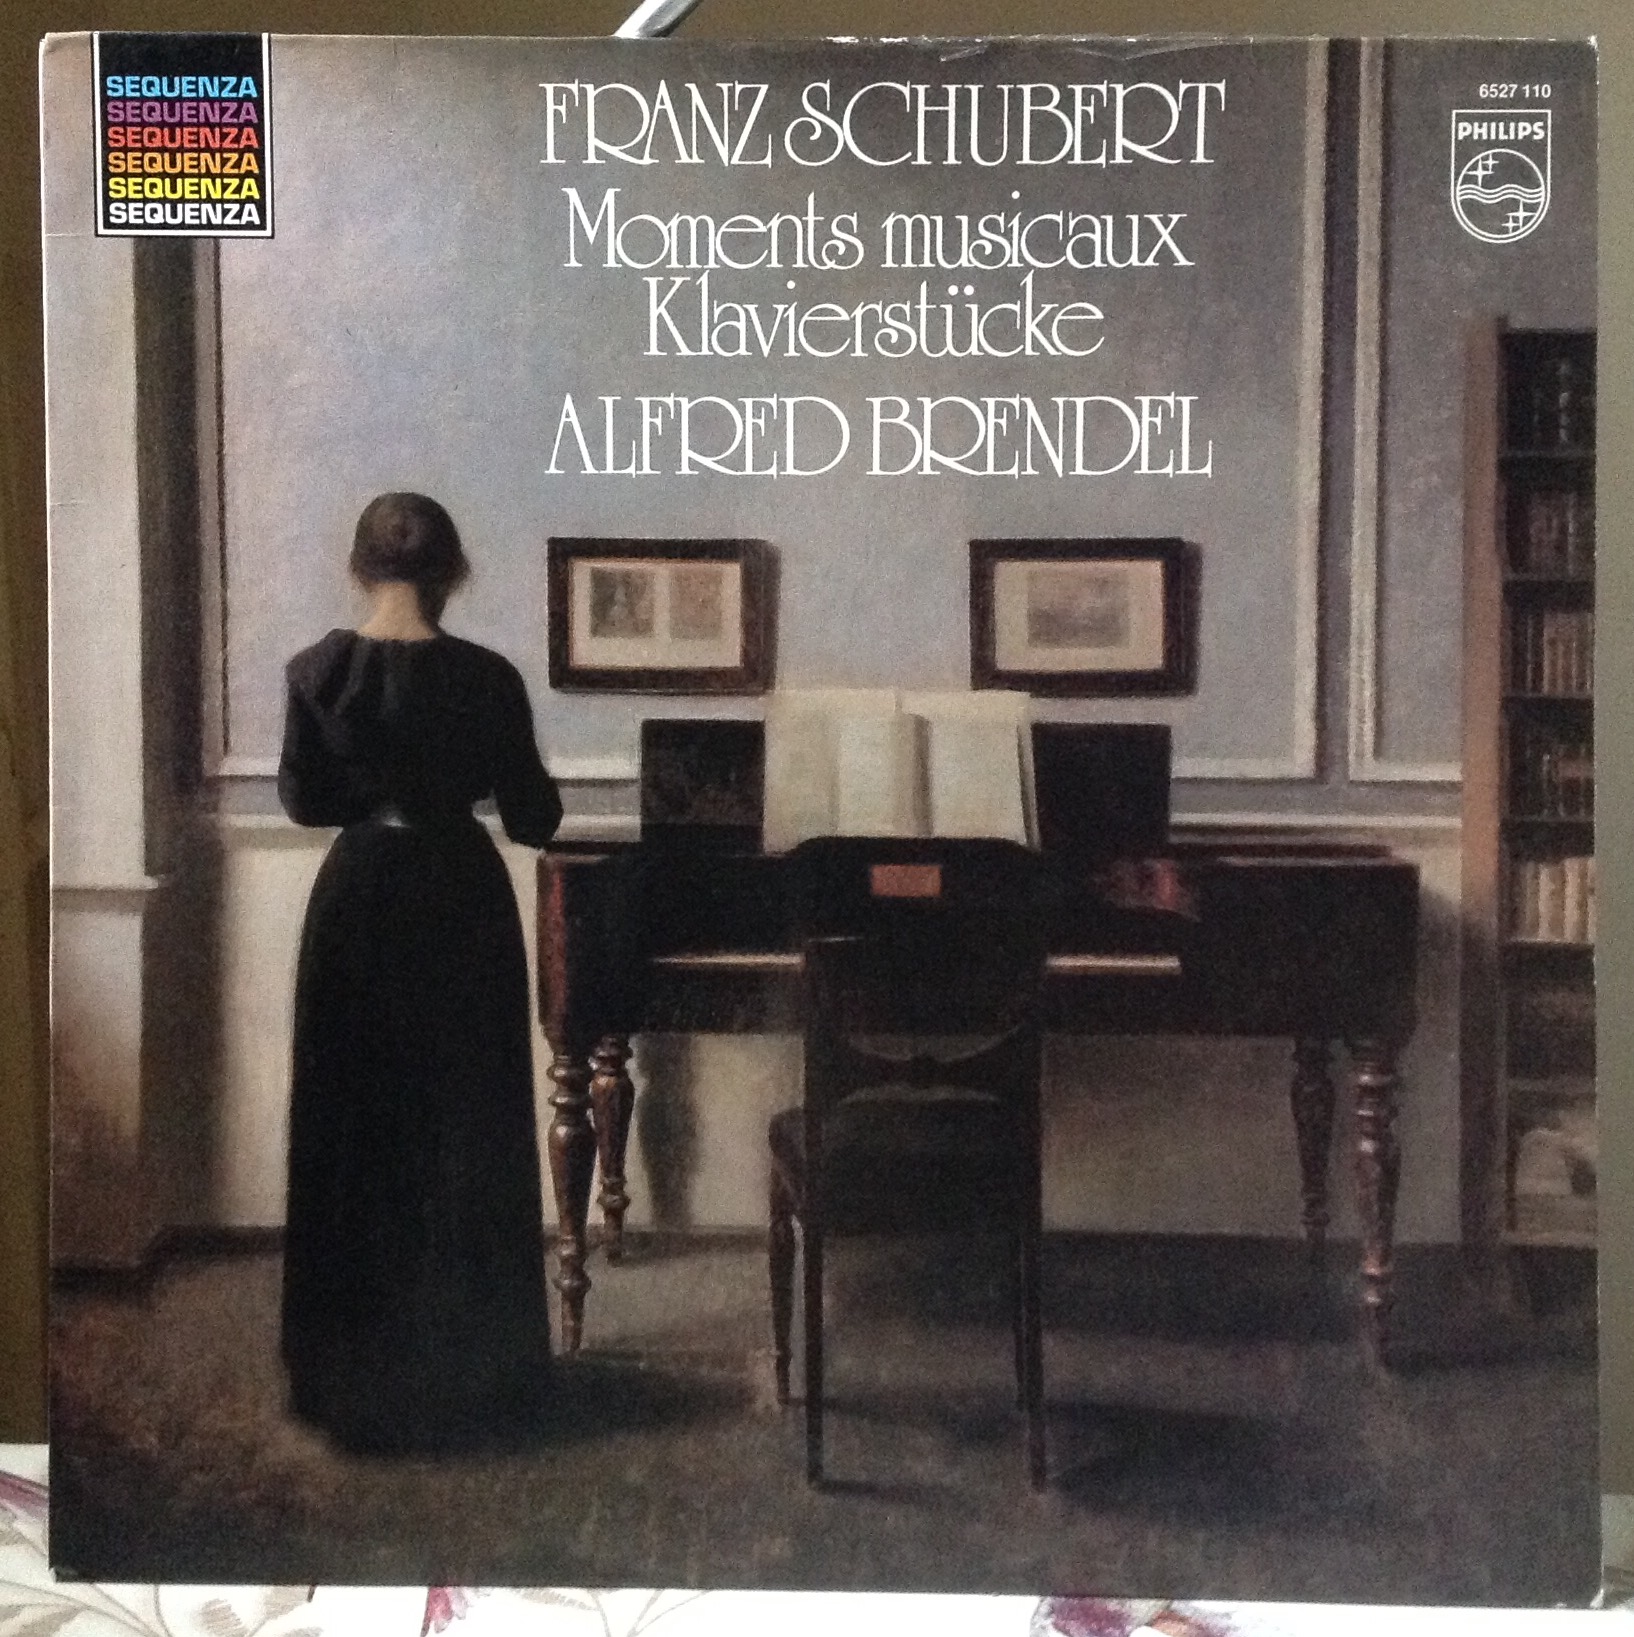 SEQUENZA
SEQUENZA
SEQUENZA
SEQUENZA
SEQUENZA
SEQUENZA
FRANZ SCHUBERT
Moments musicaux
Klavierstücke
ALFRED BRENDEL
6527 110
PHILIPS